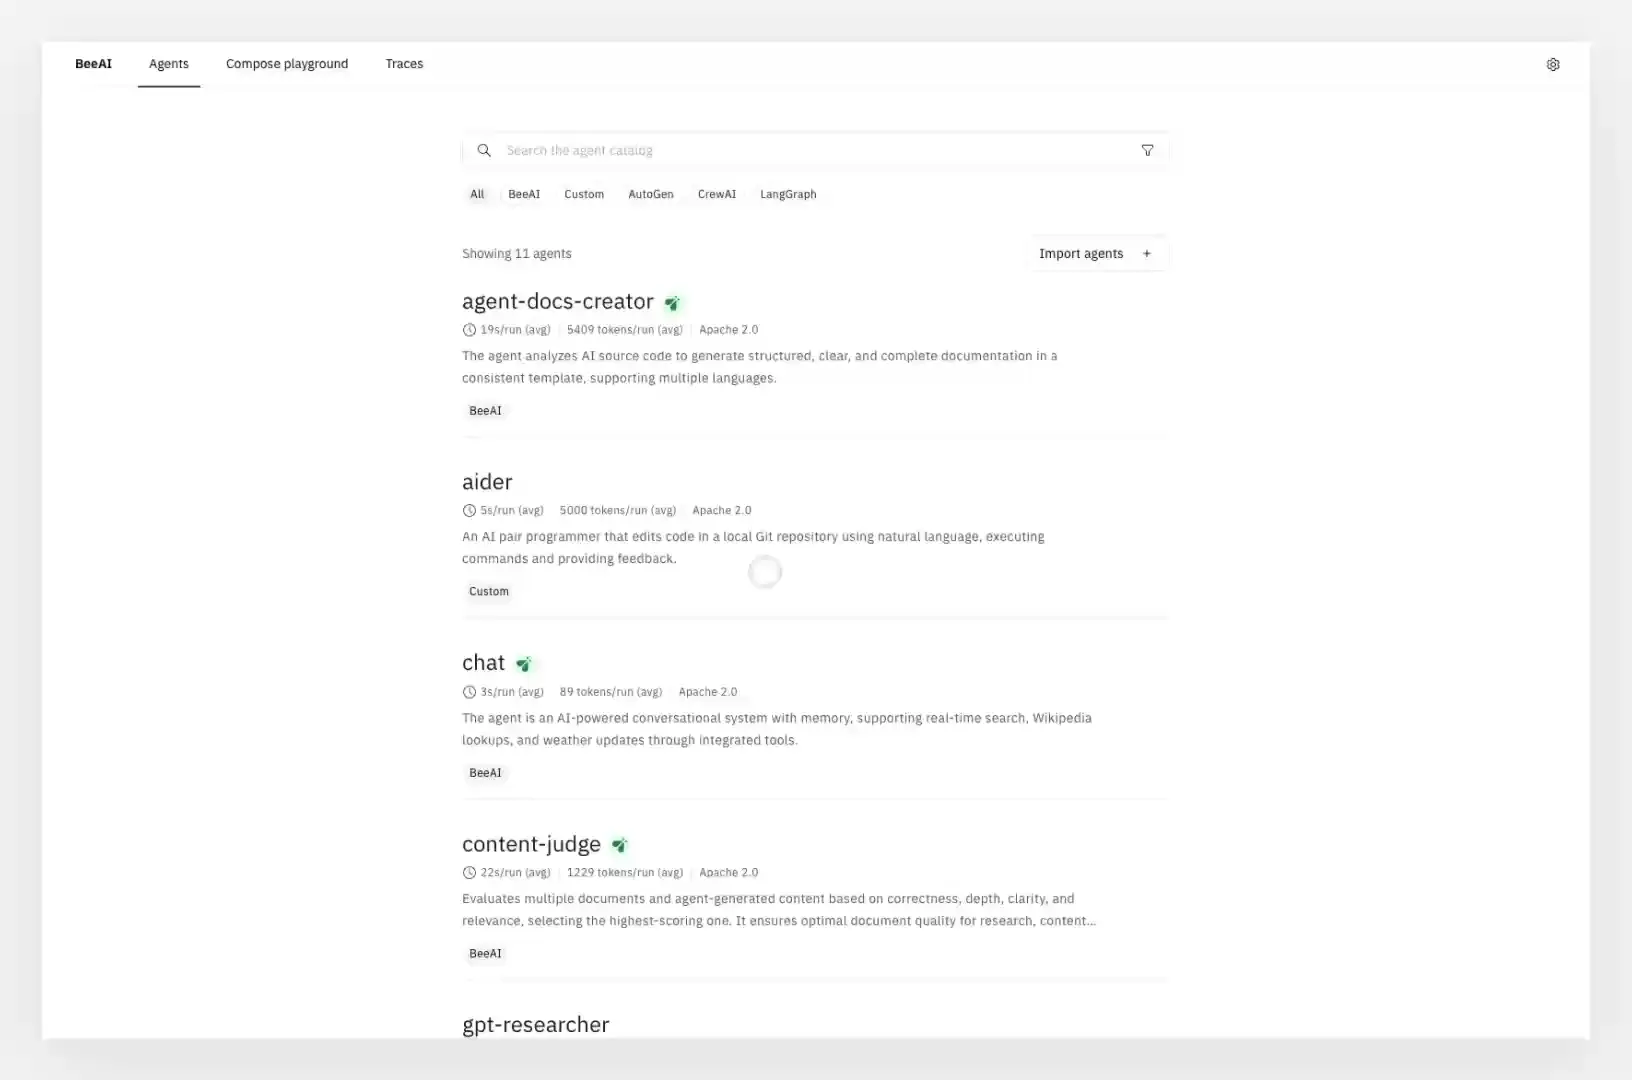 BeeAI Agents Compose playground Traces
Search the agent catalog
All BeeAI Custom AutoGen CrewAI LangGraph
Showing 11 agents Import agents +
agent-docs-creator
19s/run (avg) 5409 tokens/run (avg) Apache 2.0
The agent analyzes AI source code to generate structured, clear, and complete documentation in a
consistent template, supporting multiple languages.
BeeAI
aider
5s/run (avg) 5000 tokens/run (avg) Apache 2.0
An AI pair programmer that edits code in a local Git repository using natural language, executing
commands and providing feedback.
Custom
chat
3s/run (avg) 89 tokens/run (avg) Apache 2.0
The agent is an AI-powered conversational system with memory, supporting real-time search, Wikipedia
lookups, and weather updates through integrated tools.
BeeAI
content-judge
22s/run (avg) 1229 tokens/run (avg) Apache 2.0
Evaluates multiple documents and agent-generated content based on correctness, depth, clarity, and
relevance, selecting the highest-scoring one. It ensures optimal document quality for research, content...
BeeAI
gpt-researcher